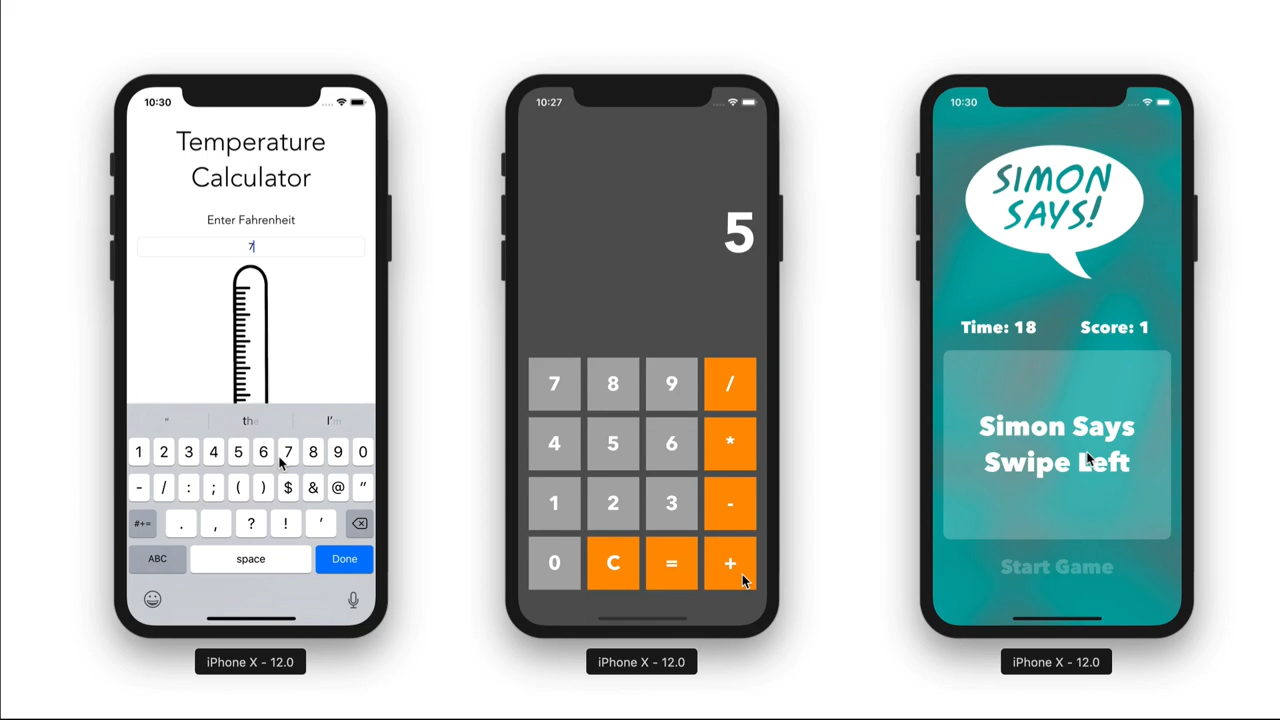 10:30
Temperature
Calculator
Enter Fahrenheit
7
“ the I’m
1 2 3 4 5 6 7 8 9 0
- / : ; ( ) $ & @ ”
#+= . , ? ! ’
ABC space Done
iPhone X - 12.0
10:27
5
7 8 9 /
4 5 6 *
1 2 3 -
0 C = +
iPhone X - 12.0
10:30
SIMON
SAYS!
Time: 18 Score: 1
Simon Says
Swipe Left
Start Game
iPhone X - 12.0